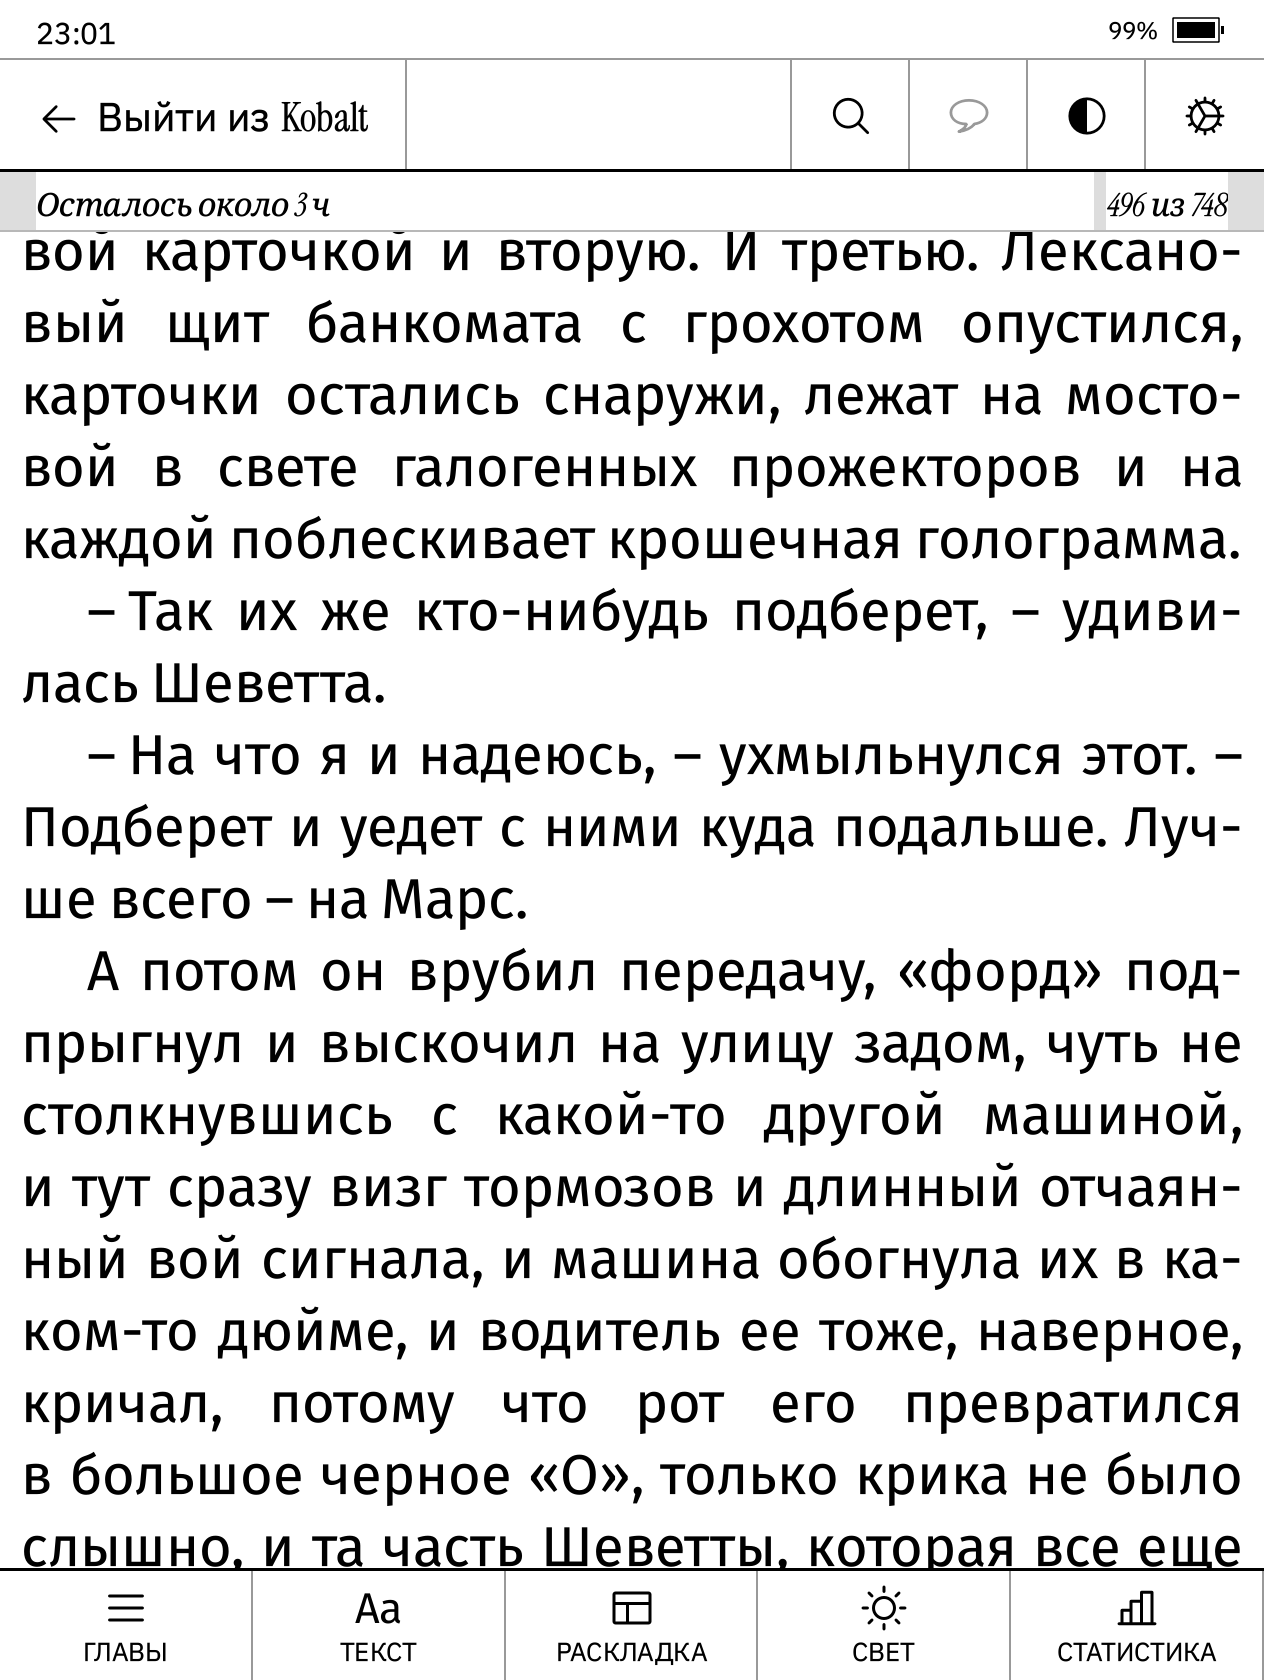 23:01
99%
← Выйти из Kobalt
Осталось около 3 ч
496 из 748
вой карточкой и вторую. И третью. Лексано-
вый щит банкомата с грохотом опустился,
карточки остались снаружи, лежат на мосто-
вой в свете галогенных прожекторов и на
каждой поблескивает крошечная голограмма.
– Так их же кто-нибудь подберет, – удиви-
лась Шеветта.
– На что я и надеюсь, – ухмыльнулся этот. –
Подберет и уедет с ними куда подальше. Луч-
ше всего – на Марс.
А потом он врубил передачу, «форд» под-
прыгнул и выскочил на улицу задом, чуть не
столкнувшись с какой-то другой машиной,
и тут сразу визг тормозов и длинный отчаян-
ный вой сигнала, и машина обогнула их в ка-
ком-то дюйме, и водитель ее тоже, наверное,
кричал, потому что рот его превратился
в большое черное «О», только крика не было
слышно, и та часть Шеветты, которая все еще
Аа
ГЛАВЫ
ТЕКСТ
РАСКЛАДКА
СВЕТ
СТАТИСТИКА